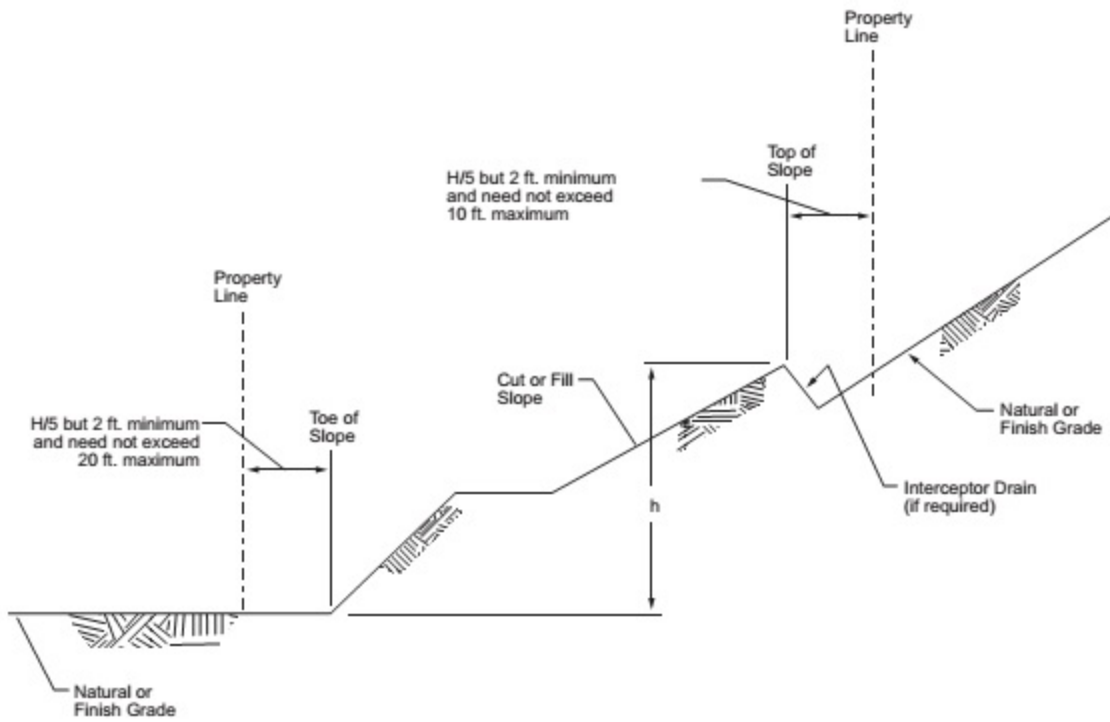 Property
Line
Top of
Slope
H/5 but 2 ft. minimum
and need not exceed
10 ft. maximum
Property
Line
Cut or Fill
Slope
Toe of
Slope
H/5 but 2 ft. minimum
and need not exceed
20 ft. maximum
Natural or
Finish Grade
Interceptor Drain
(if required)
h
Natural or
Finish Grade